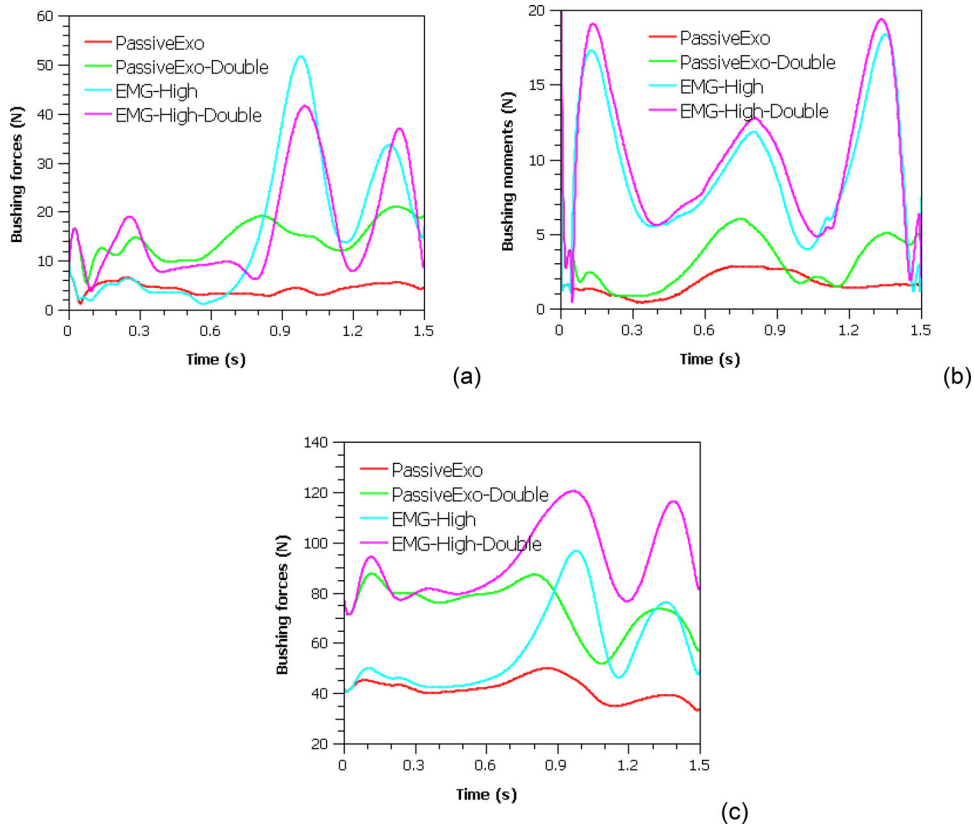 60
50
40
30
20
10
0
Bushing forces (N)
PassiveExo
PassiveExo-Double
EMG-High
EMG-High-Double
0 0.3 0.6 0.9 1.2 1.5
Time (s)
(a)
20
15
10
5
0
Bushing moments (N)
PassiveExo
PassiveExo-Double
EMG-High
EMG-High-Double
0 0.3 0.6 0.9 1.2 1.5
Time (s)
(b)
140
120
100
80
60
40
20
Bushing forces (N)
PassiveExo
PassiveExo-Double
EMG-High
EMG-High-Double
0 0.3 0.6 0.9 1.2 1.5
Time (s)
(c)